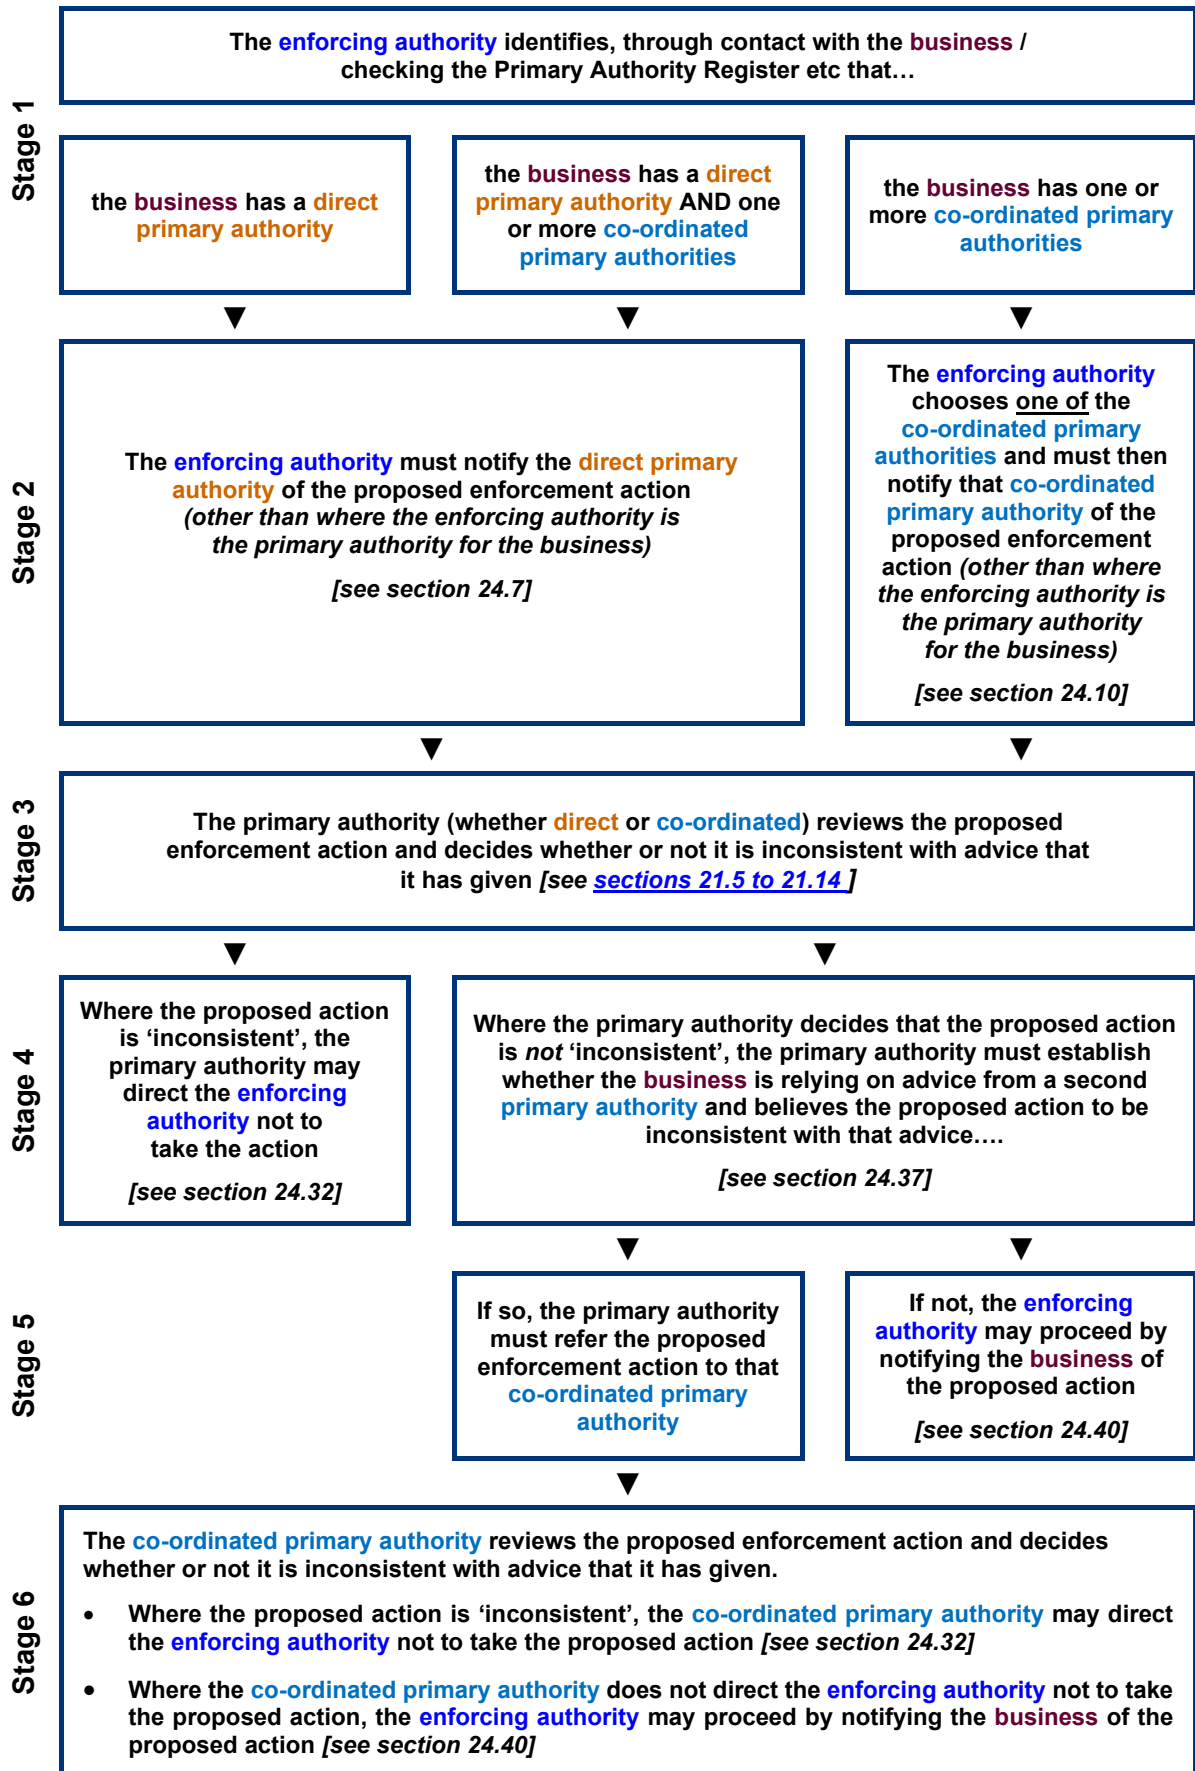 Stage 1
The enforcing authority identifies, through contact with the business /
checking the Primary Authority Register etc that…
the business has a direct
primary authority
the business has a direct
primary authority AND one
or more co-ordinated
primary authorities
the business has one or
more co-ordinated primary
authorities
▼
▼
▼
Stage 2
The enforcing authority must notify the direct primary
authority of the proposed enforcement action
(other than where the enforcing authority is
the primary authority for the business)
[see section 24.7]
The enforcing authority
chooses one of the
co-ordinated primary
authorities and must then
notify that co-ordinated
primary authority of the
proposed enforcement
action (other than where
the enforcing authority is
the primary authority
for the business)
[see section 24.10]
▼
▼
Stage 3
The primary authority (whether direct or co-ordinated) reviews the proposed
enforcement action and decides whether or not it is inconsistent with advice that
it has given [see sections 21.5 to 21.14 ]
▼
▼
Stage 4
Where the proposed action
is ‘inconsistent’, the
primary authority may
direct the enforcing
authority not to
take the action
[see section 24.32]
Where the primary authority decides that the proposed action
is not ‘inconsistent’, the primary authority must establish
whether the business is relying on advice from a second
primary authority and believes the proposed action to be
inconsistent with that advice….
[see section 24.37]
▼
▼
Stage 5
If so, the primary authority
must refer the proposed
enforcement action to that
co-ordinated primary
authority
If not, the enforcing
authority may proceed by
notifying the business of
the proposed action
[see section 24.40]
▼
Stage 6
The co-ordinated primary authority reviews the proposed enforcement action and decides
whether or not it is inconsistent with advice that it has given.
• Where the proposed action is ‘inconsistent’, the co-ordinated primary authority may direct
the enforcing authority not to take the proposed action [see section 24.32]
• Where the co-ordinated primary authority does not direct the enforcing authority not to take
the proposed action, the enforcing authority may proceed by notifying the business of the
proposed action [see section 24.40]